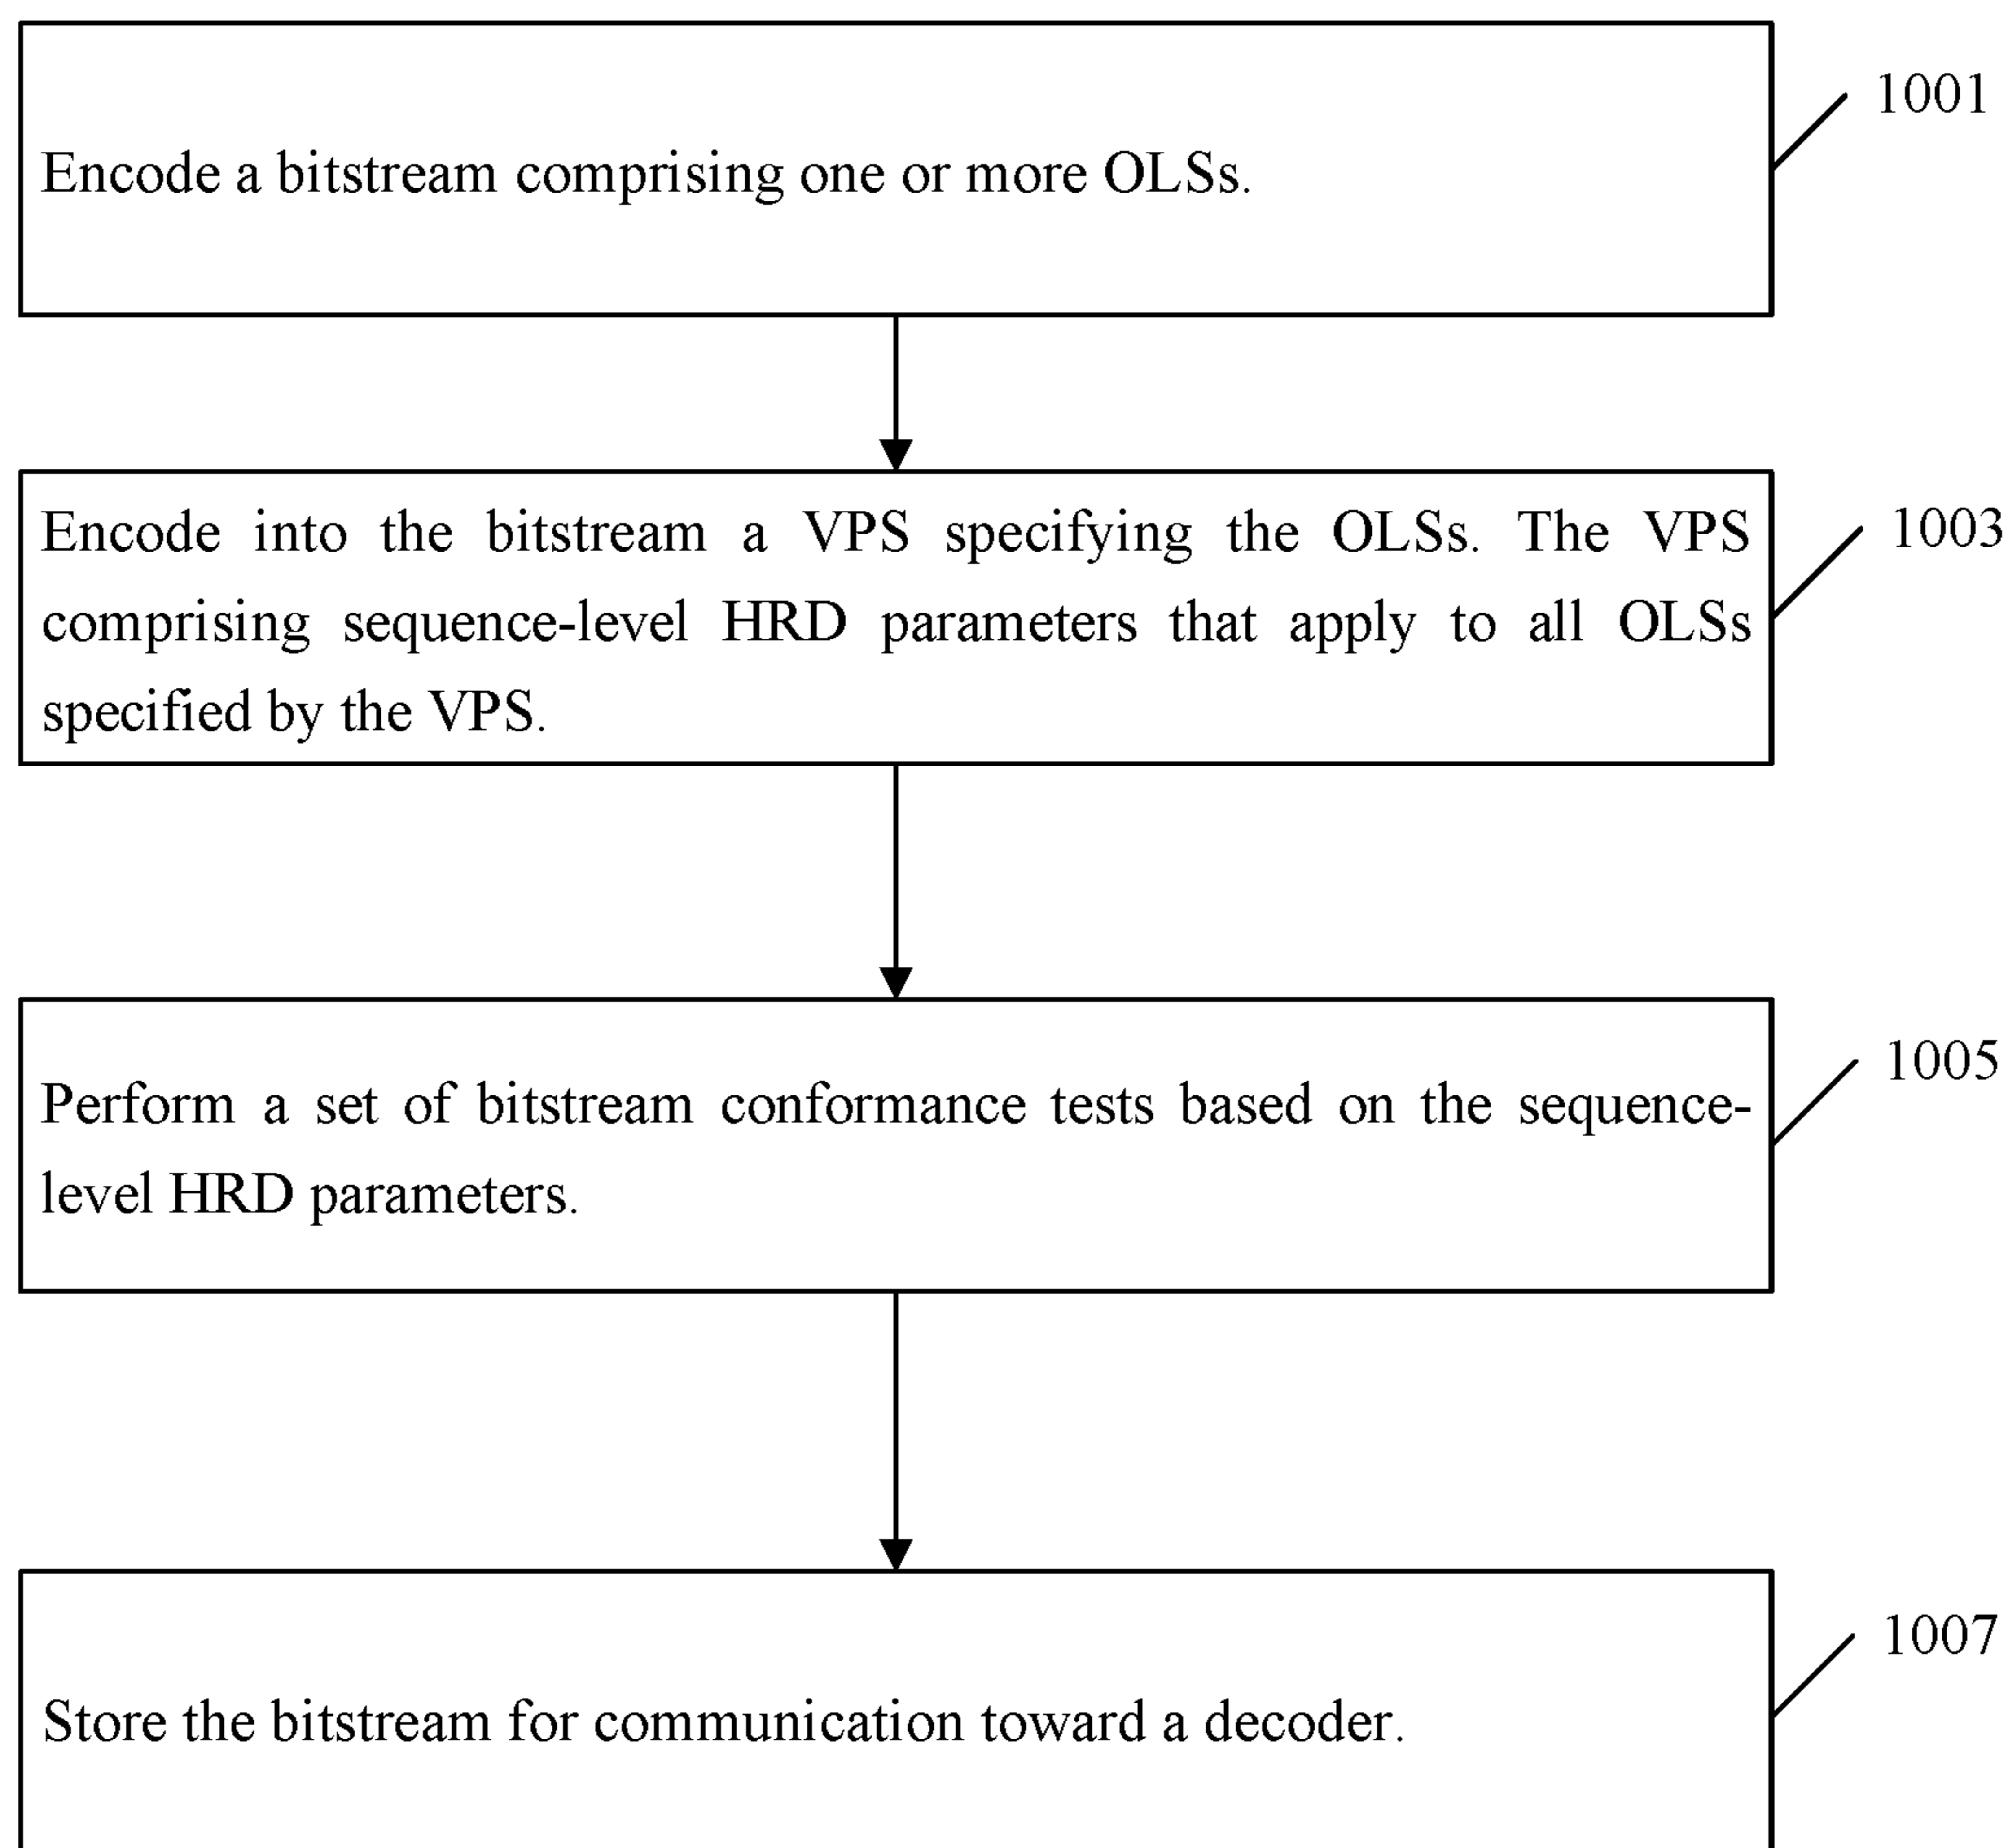 Encode a bitstream comprising one or more OLSs.
1001
Encode into the bitstream a VPS specifying the OLSs. The VPS
comprising sequence-level HRD parameters that apply to all OLSs
specified by the VPS.
1003
Perform a set of bitstream conformance tests based on the sequence-
level HRD parameters.
1005
Store the bitstream for communication toward a decoder.
1007